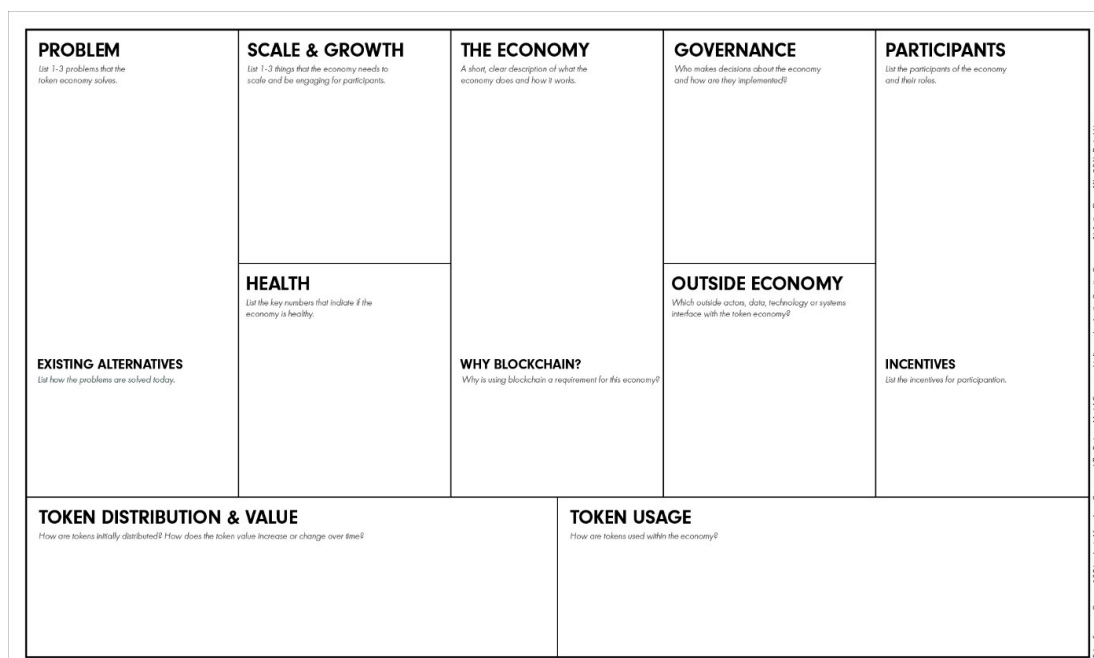 PROBLEM
List 1-3 problems that the
token economy solves.
EXISTING ALTERNATIVES
List how the problems are solved today.
SCALE & GROWTH
List 1-3 things that the economy needs to
scale and be engaging for participants.
HEALTH
List the key numbers that indiate if the
economy is healthy.
THE ECONOMY
A short, clear description of what the
economy does and how it works.
WHY BLOCKCHAIN?
Why is using blockchain a requirement for this economy?
GOVERNANCE
Who makes decisions about the economy
and how are they implemented?
OUTSIDE ECONOMY
Which outside actors, data, technology or systems
interface with the token economy?
PARTICIPANTS
List the participants of the economy
and their roles.
INCENTIVES
List the incentives for participantion.
TOKEN DISTRIBUTION & VALUE
How are tokens initially distributed? How does the token value increase or change over time?
TOKEN USAGE
How are tokens used within the economy?